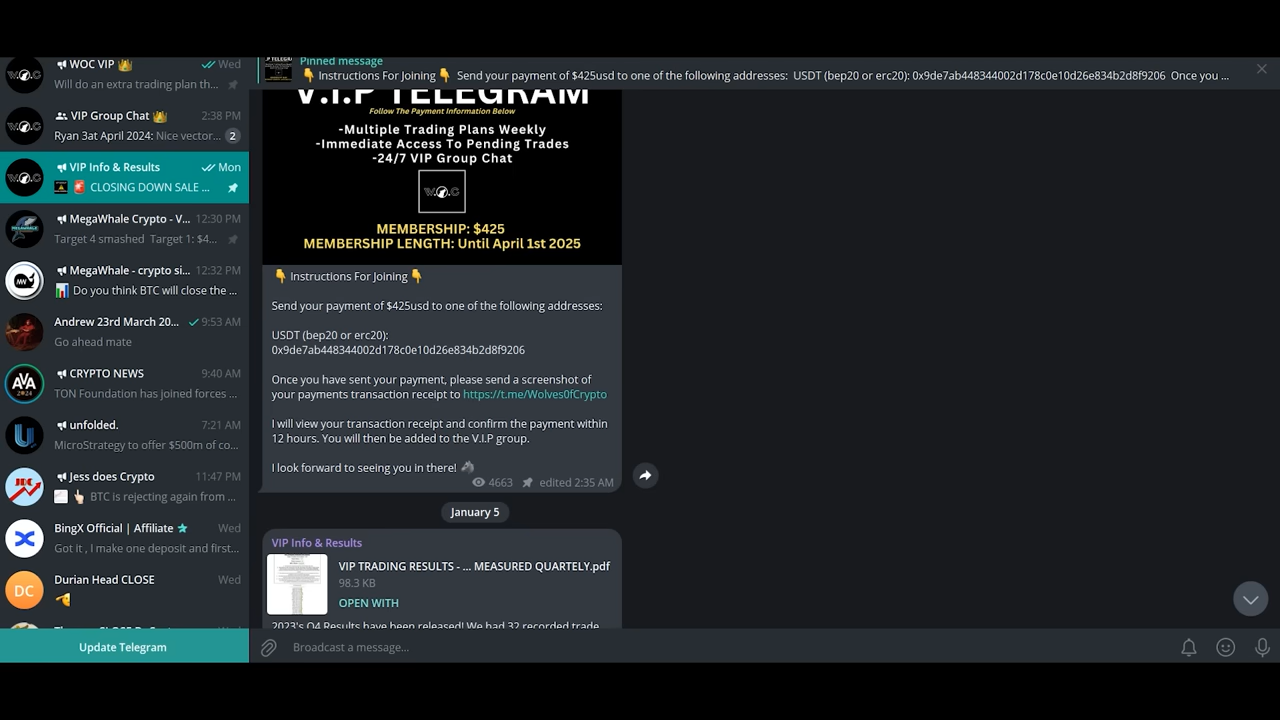 WOC VIP 👑
Wed
Will do an extra trading plan th...
VIP Group Chat 👑
2:38 PM
Ryan 3at April 2024: Nice vector...
2
VIP Info & Results
Mon
🚨 CLOSING DOWN SALE ...
MegaWhale Crypto - V...
12:30 PM
Target 4 smashed Target 1: $4...
MegaWhale - crypto si...
12:32 PM
📊 Do you think BTC will close the ...
Andrew 23rd March 20...
9:53 AM
Go ahead mate
CRYPTO NEWS
9:40 AM
TON Foundation has joined forces ...
unfolded.
7:21 AM
MicroStrategy to offer $500m of co...
Jess does Crypto
11:47 PM
👆🏻 BTC is rejecting again from ...
BingX Official | Affiliate
Wed
Got it , I make one deposit and first...
Durian Head CLOSE
Wed
DC
🫡
Update Telegram
Pinned message
👇 Instructions For Joining 👇 Send your payment of $425usd to one of the following addresses: USDT (bep20 or erc20): 0x9de7ab448344002d178c0e10d26e834b2d8f9206 Once you ...
V.I.P TELEGRAM
Follow The Payment Information Below
-Multiple Trading Plans Weekly
-Immediate Access To Pending Trades
-24/7 VIP Group Chat
W.O.C
MEMBERSHIP: $425
MEMBERSHIP LENGTH: Until April 1st 2025
👇 Instructions For Joining 👇
Send your payment of $425usd to one of the following addresses:
USDT (bep20 or erc20):
0x9de7ab448344002d178c0e10d26e834b2d8f9206
Once you have sent your payment, please send a screenshot of
your payments transaction receipt to https://t.me/Wolves0fCrypto
I will view your transaction receipt and confirm the payment within
12 hours. You will then be added to the V.I.P group.
I look forward to seeing you in there! 🐺
4663
edited 2:35 AM
January 5
VIP Info & Results
VIP TRADING RESULTS - ... MEASURED QUARTELY.pdf
98.3 KB
OPEN WITH
2023's Q4 Results have been released! We had 32 recorded trade
Broadcast a message...